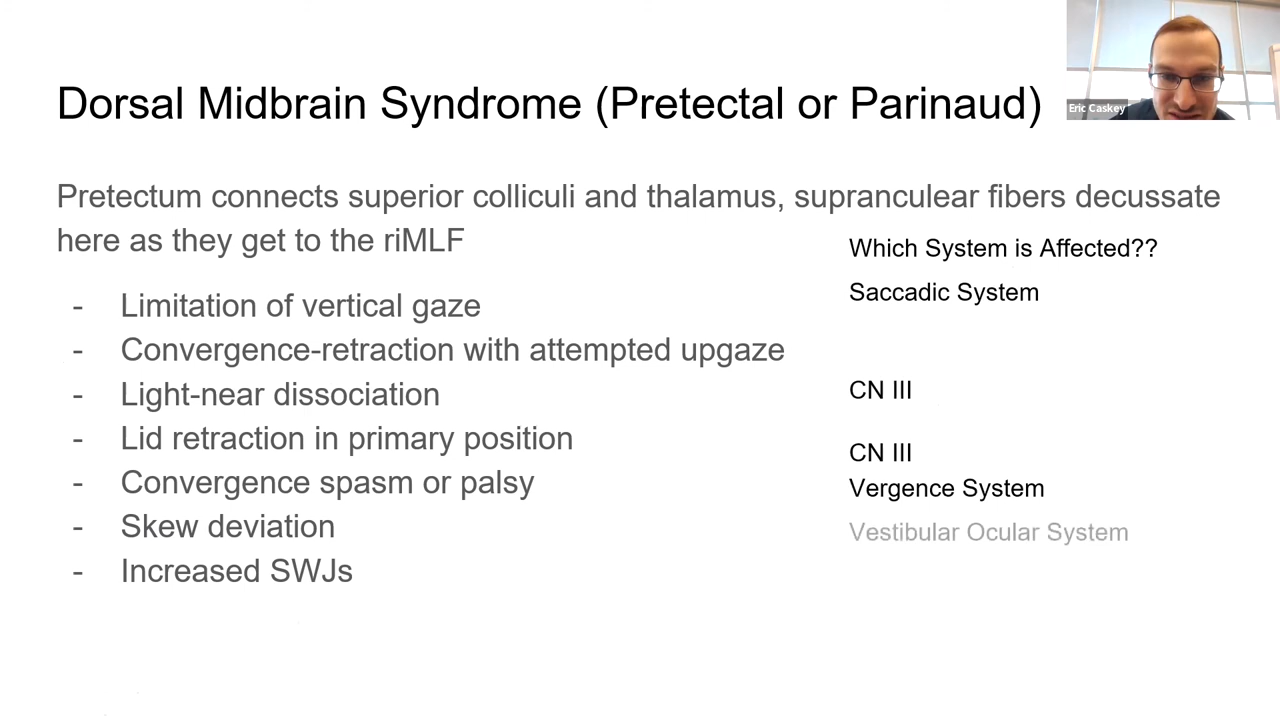 Eric Caskey
Dorsal Midbrain Syndrome (Pretectal or Parinaud)
Pretectum connects superior colliculi and thalamus, supranculear fibers decussate
here as they get to the riMLF
Which System is Affected??
Saccadic System
- Limitation of vertical gaze
- Convergence-retraction with attempted upgaze
- Light-near dissociation
CN III
- Lid retraction in primary position
CN III
- Convergence spasm or palsy
Vergence System
- Skew deviation
Vestibular Ocular System
- Increased SWJs